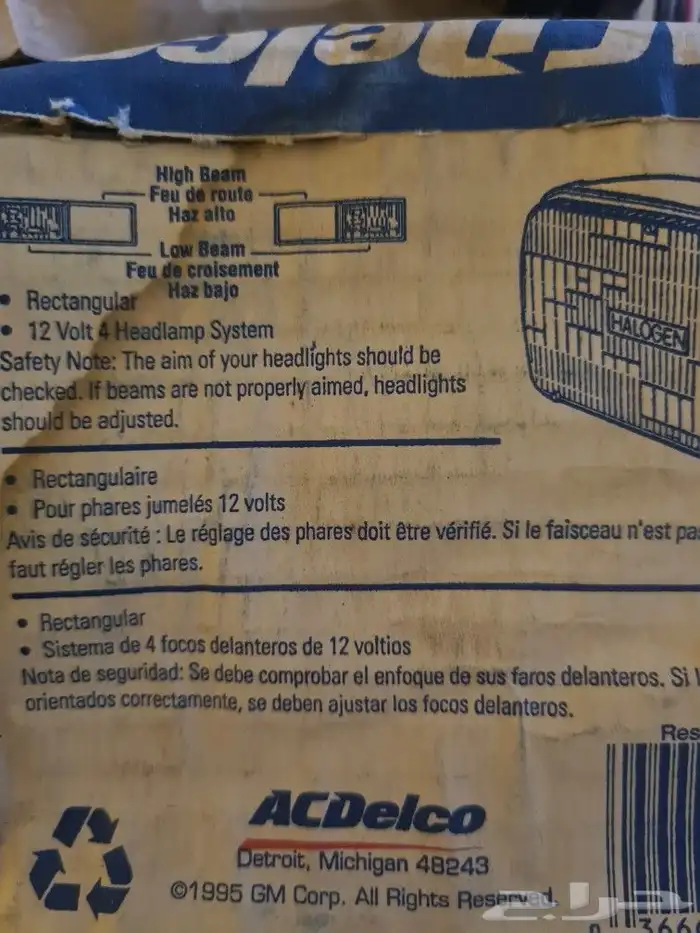 ACDelco
High Beam
Feu de route
Haz alto
Low Beam
Feu de croisement
Haz bajo
HALOGEN
• Rectangular
• 12 Volt 4 Headlamp System
Safety Note: The aim of your headlights should be
checked. If beams are not properly aimed, headlights
should be adjusted.
• Rectangulaire
• Pour phares jumelés 12 volts
Avis de sécurité : Le réglage des phares doit être vérifié. Si le faisceau n'est pa
faut régler les phares.
• Rectangular
• Sistema de 4 focos delanteros de 12 voltios
Nota de seguridad: Se debe comprobar el enfoque de sus faros delanteros. Si
orientados correctamente, se deben ajustar los focos delanteros.
Res
ACDelco
Detroit, Michigan 48243
©1995 GM Corp. All Rights Reserved.
حراج
0 366